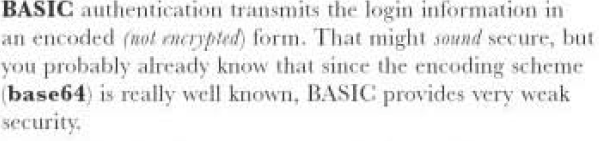 BASIC authentication transmits the login information in
an encoded (not encrypted) form. That might sound secure, but
you probably already know that since the encoding scheme
(base64) is really well known, BASIC provides very weak
security.